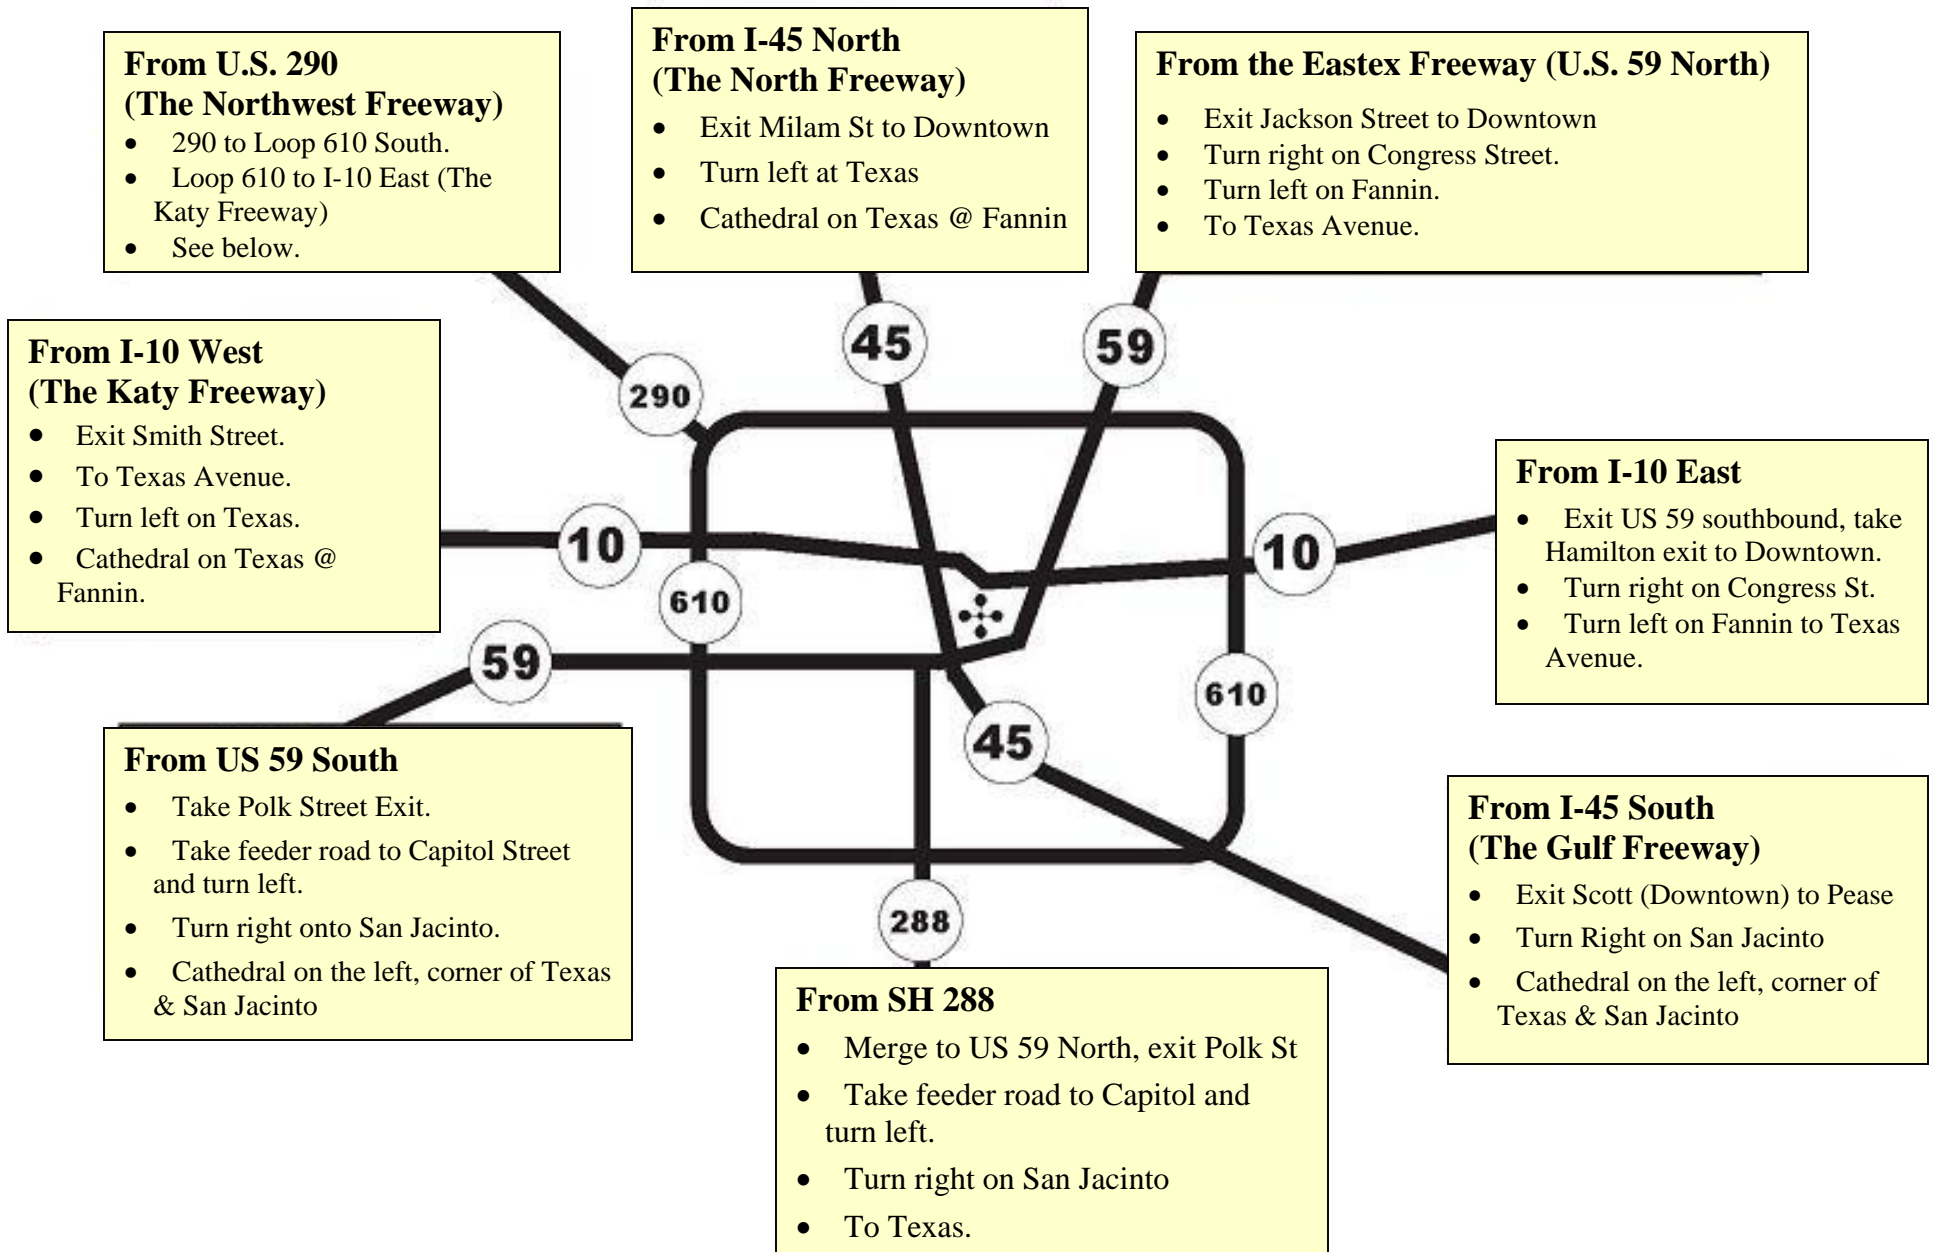 From U.S. 290
(The Northwest Freeway)
• 290 to Loop 610 South.
• Loop 610 to I-10 East (The
Katy Freeway)
• See below.
From I-45 North
(The North Freeway)
• Exit Milam St to Downtown
• Turn left at Texas
• Cathedral on Texas @ Fannin
From the Eastex Freeway (U.S. 59 North)
• Exit Jackson Street to Downtown
• Turn right on Congress Street.
• Turn left on Fannin.
• To Texas Avenue.
From I-10 West
(The Katy Freeway)
• Exit Smith Street.
• To Texas Avenue.
• Turn left on Texas.
• Cathedral on Texas @
Fannin.
45
59
290
10
610
10
59
610
45
288
From I-10 East
• Exit US 59 southbound, take
Hamilton exit to Downtown.
• Turn right on Congress St.
• Turn left on Fannin to Texas
Avenue.
From US 59 South
• Take Polk Street Exit.
• Take feeder road to Capitol Street
and turn left.
• Turn right onto San Jacinto.
• Cathedral on the left, corner of Texas
& San Jacinto
From I-45 South
(The Gulf Freeway)
• Exit Scott (Downtown) to Pease
• Turn Right on San Jacinto
• Cathedral on the left, corner of
Texas & San Jacinto
From SH 288
• Merge to US 59 North, exit Polk St
• Take feeder road to Capitol and
turn left.
• Turn right on San Jacinto
• To Texas.